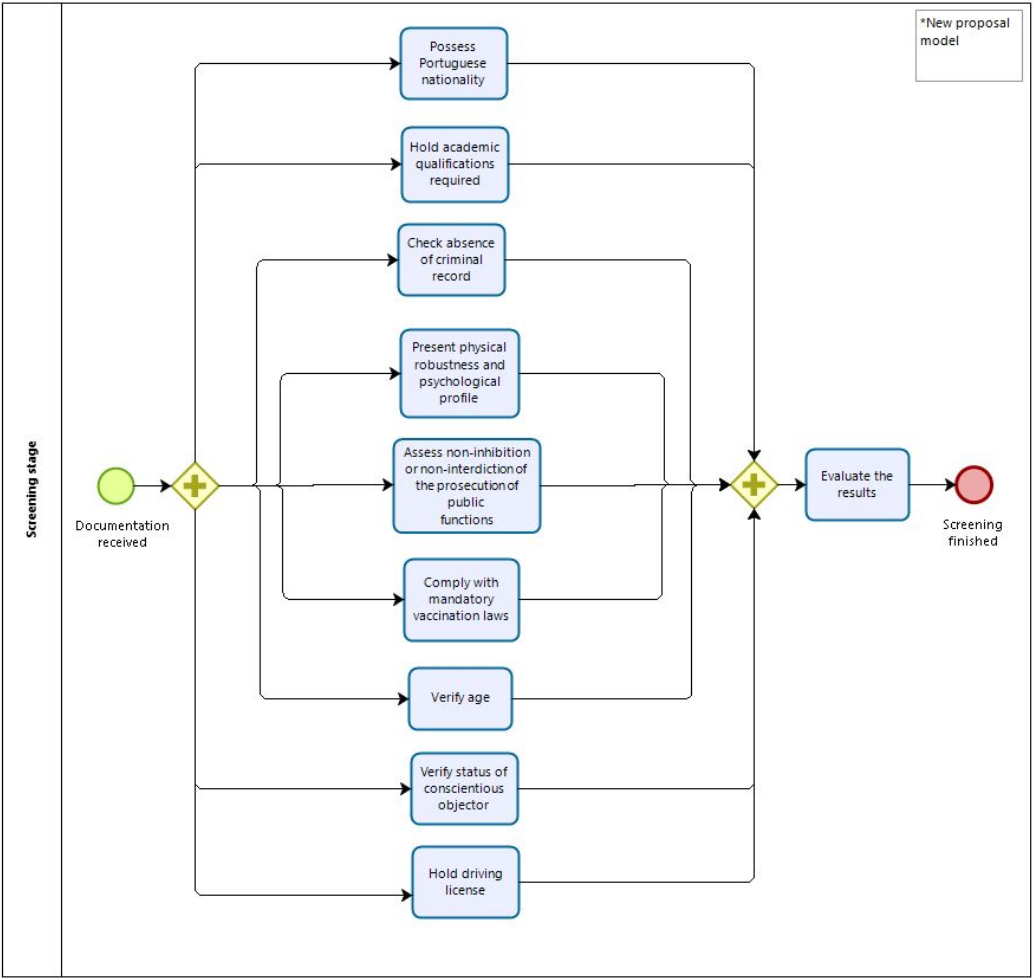 *New proposal
model
Possess
Portuguese
nationality
Hold academic
qualifications
required
Check absence
of criminal
record
Present physical
robustness and
psychological
profile
Screening stage
Documentation
received
Assess non-inhibition
or non-interdiction of
the prosecution of
public
functions
Evaluate the
results
Screening
finished
Comply with
mandatory
vaccination laws
Verify age
Verify status of
conscientious
objector
Hold driving
license